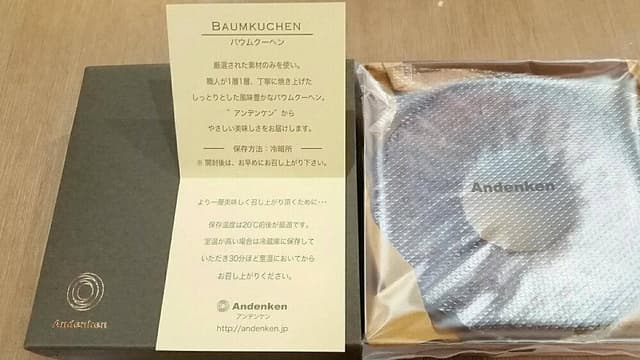 BAUMKUCHEN
バウムクーヘン
厳選された素材のみを使い。
職人が1層1層、丁寧に焼き上げた
しっとりとした風味豊かなバウムクーヘン。
"アンデンケン"から
やさしい美味しさをお届けします。
保存方法：冷暗所
※ 開封後は、お早めにお召し上がり下さい。
より一層美味しく召し上がり頂くために･･･
保存温度は20℃前後が最適です。
室温が高い場合は冷蔵庫に保存して
いただき30分ほど室温においてから
お召し上がりください。
Andenken
アンデンケン
http://andenken.jp
Andenken
Andenken